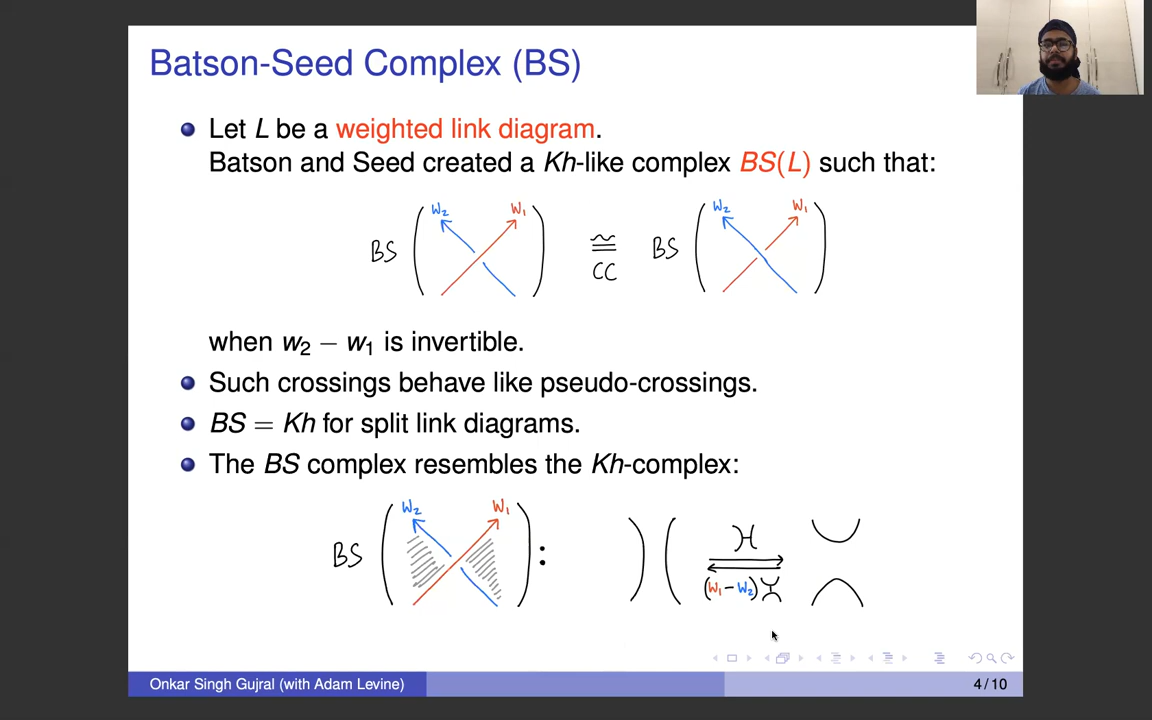 Batson-Seed Complex (BS)
Let L be a weighted link diagram.
Batson and Seed created a Kh-like complex BS(L) such that:
W₂ W₁ W₂ W₁
BS ( ) ≅ BS ( )
CC
when w₂ − w₁ is invertible.
Such crossings behave like pseudo-crossings.
BS = Kh for split link diagrams.
The BS complex resembles the Kh-complex:
W₂ W₁
BS ( ) :
(W₁-W₂)
Onkar Singh Gujral (with Adam Levine)
4 / 10